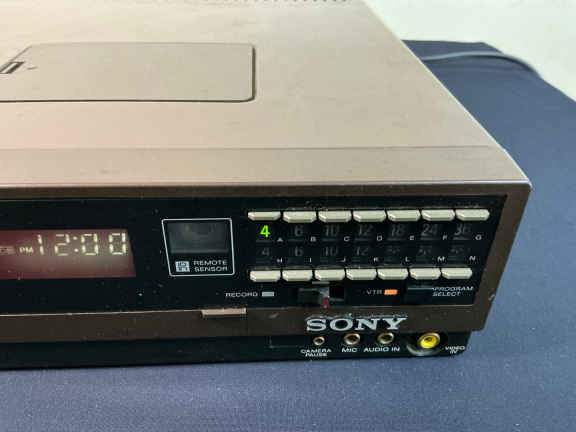 PM 12:00
REMOTE
SENSOR
4 6 10 12 18 24 36
A B C D E F G
H I J K L M N
RECORD
VTR
PROGRAM
SELECT
SONY
CAMERA
PAUSE
MIC
AUDIO IN
VIDEO
IN